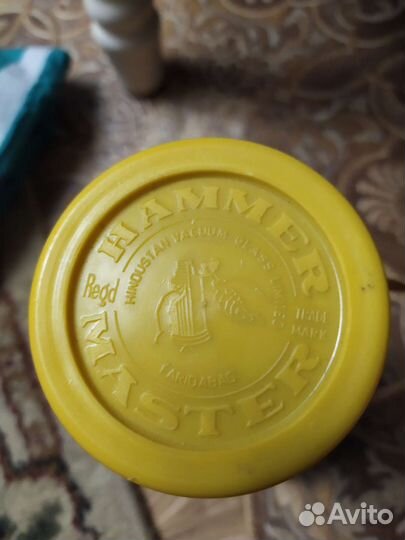 HAMMER
HINDUSTAN VACUUM GLASS LIMITED
Regd
TRADE
MARK
FARIDABAD
MASTER
Avito